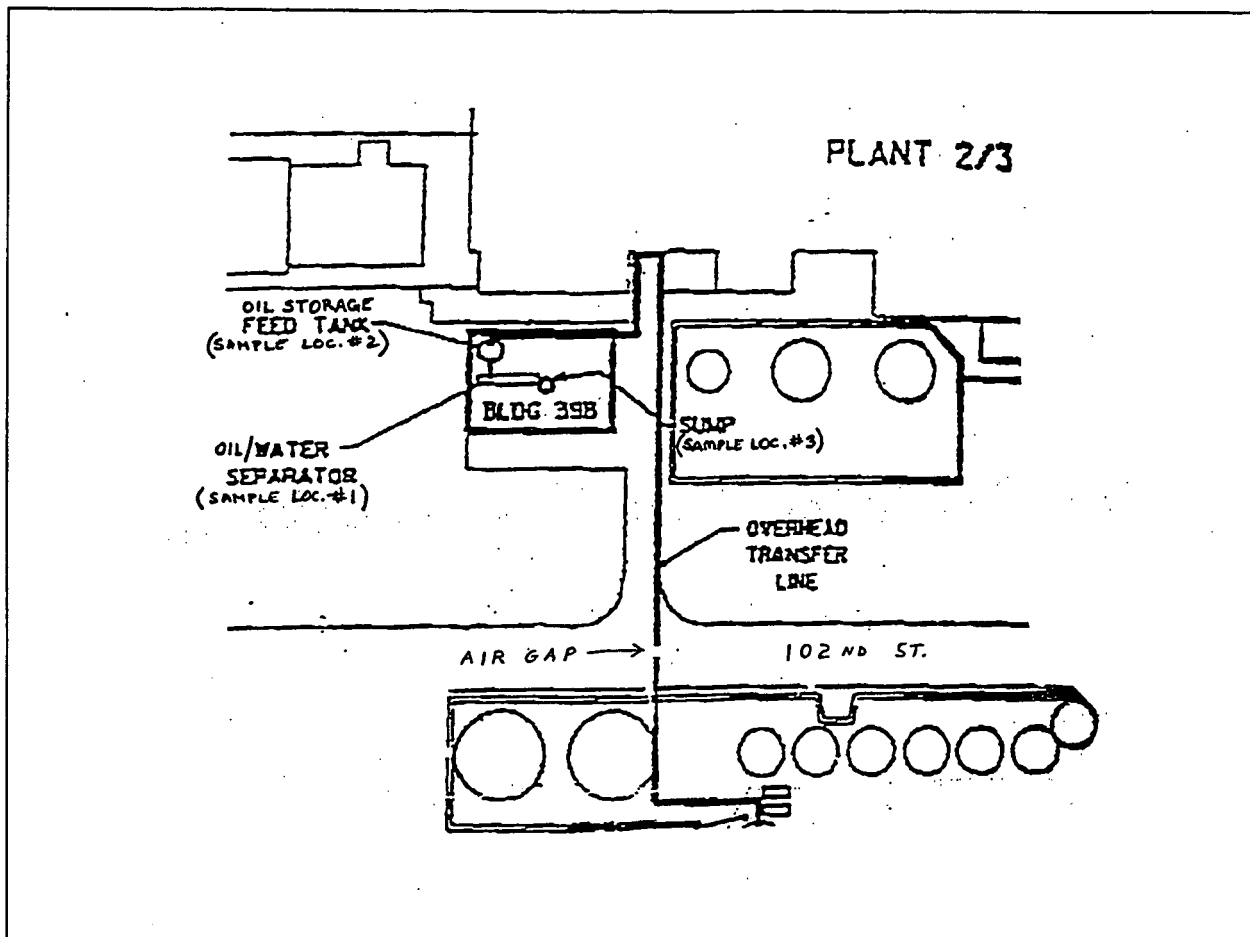 PLANT 2/3
OIL STORAGE
FEED TANK
(SAMPLE LOC.#2)
BLDG 39B
SUMP
(SAMPLE LOC.#3)
OIL/WATER
SEPARATOR
(SAMPLE LOC.#1)
OVERHEAD
TRANSFER
LINE
AIR GAP
102 ND ST.